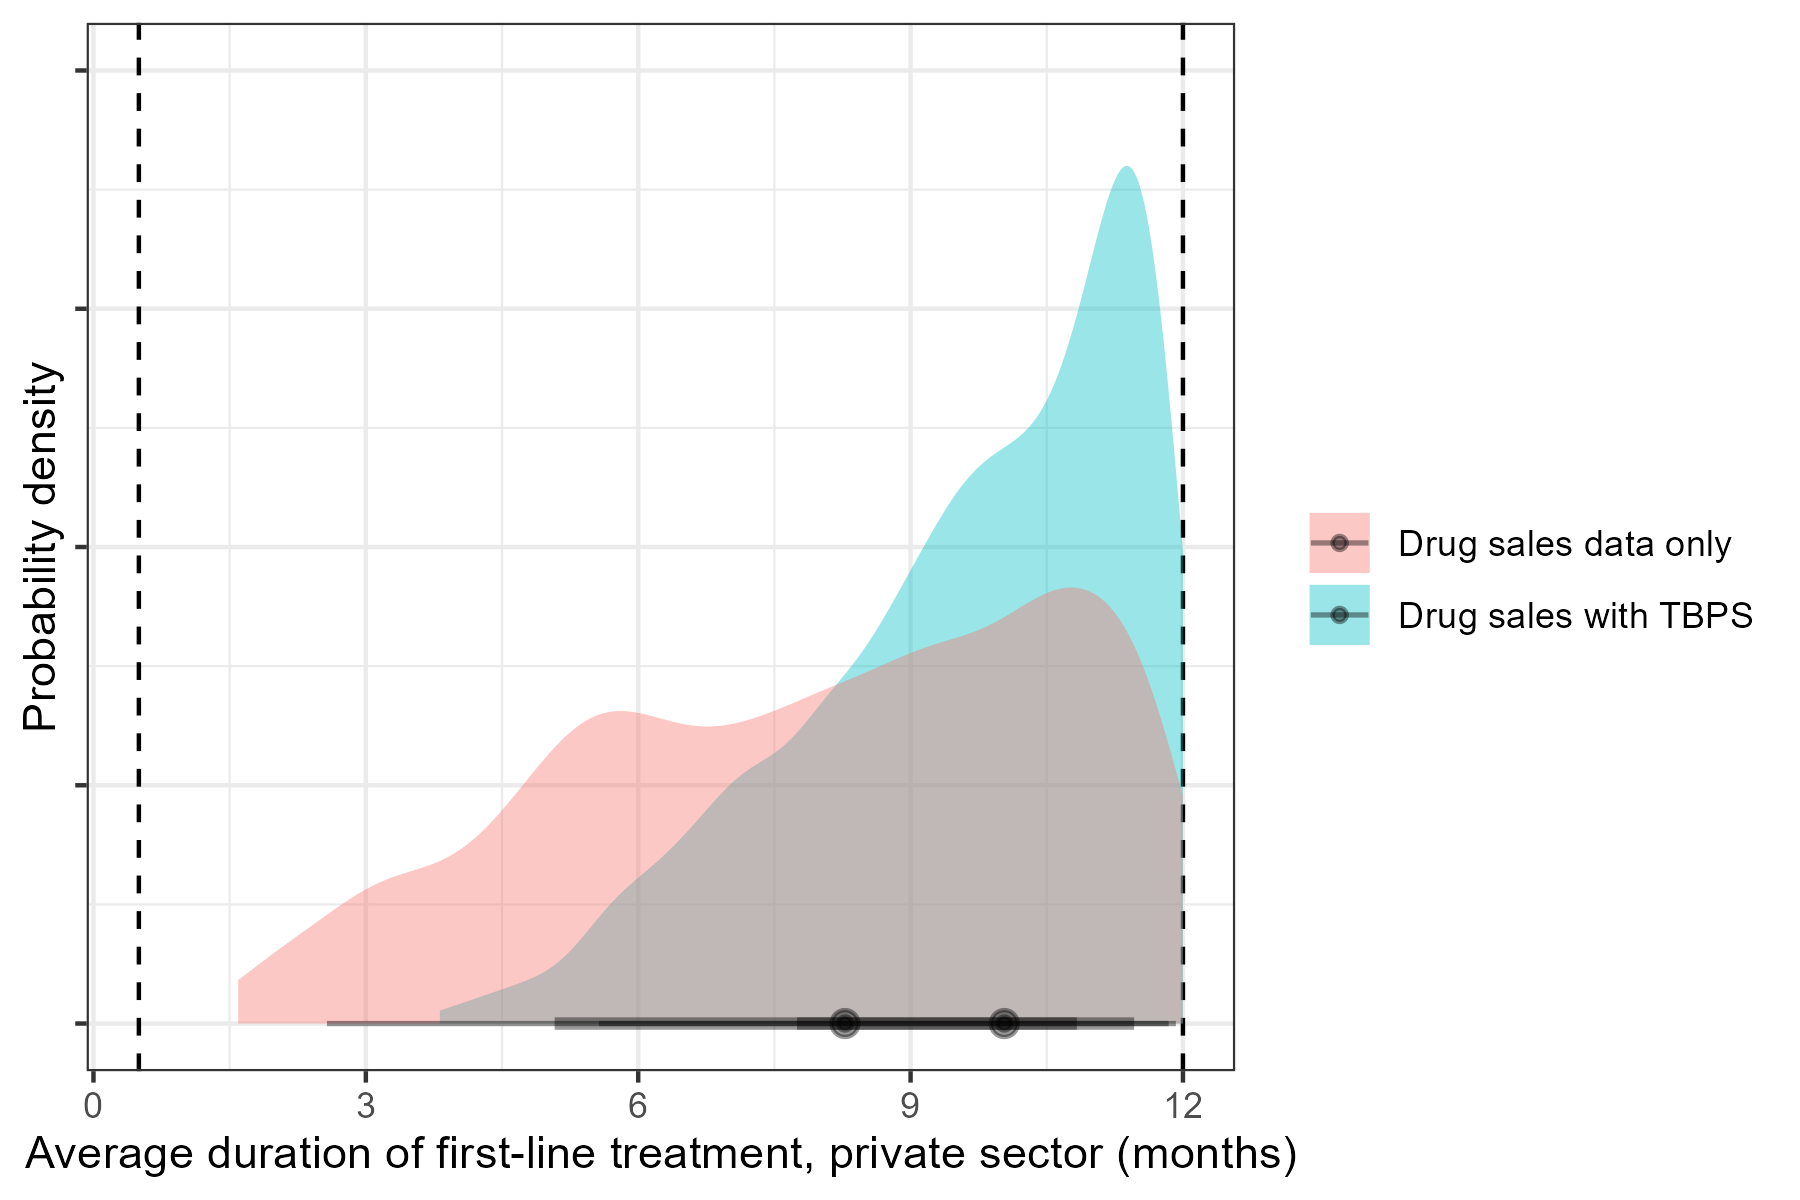 Probability density
0 3 6 9 12
Average duration of first-line treatment, private sector (months)
Drug sales data only
Drug sales with TBPS